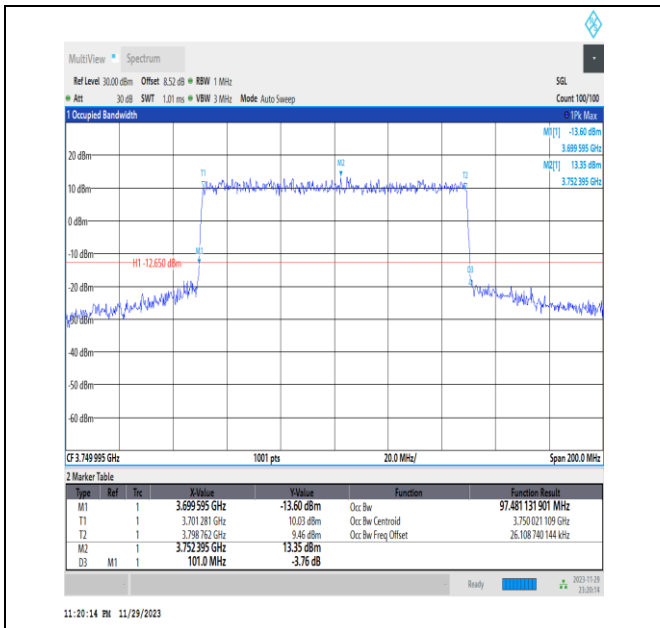 MultiView Spectrum
Ref Level 30.00 dBm Offset 8.52 dB RBW 1 MHz SGL
Att 30 dB SWT 1.01 ms VBW 3 MHz Mode Auto Sweep Count 100/100
1 Occupied Bandwidth 1Pk Max
M1[1] -13.60 dBm
3.699 595 GHz
M2[1] 13.35 dBm
3.752 395 GHz
20 dBm
M2
T1 T2
10 dBm
0 dBm
M1
-10 dBm
H1 -12.650 dBm
D3
-20 dBm
-30 dBm
-40 dBm
-50 dBm
-60 dBm
CF 3.749 995 GHz 1001 pts 20.0 MHz/ Span 200.0 MHz
2 Marker Table
Type Ref Trc X-Value Y-Value Function Function Result
M1 1 3.699 595 GHz -13.60 dBm Occ Bw 97.481 131 901 MHz
T1 1 3.701 281 GHz 10.03 dBm Occ Bw Centroid 3.750 021 109 GHz
T2 1 3.798 762 GHz 9.46 dBm Occ Bw Freq Offset 26.108 740 144 kHz
M2 1 3.752 395 GHz 13.35 dBm
D3 M1 1 101.0 MHz -3.76 dB
Ready 2023-11-29
23:20:14
11:20:14 PM 11/29/2023